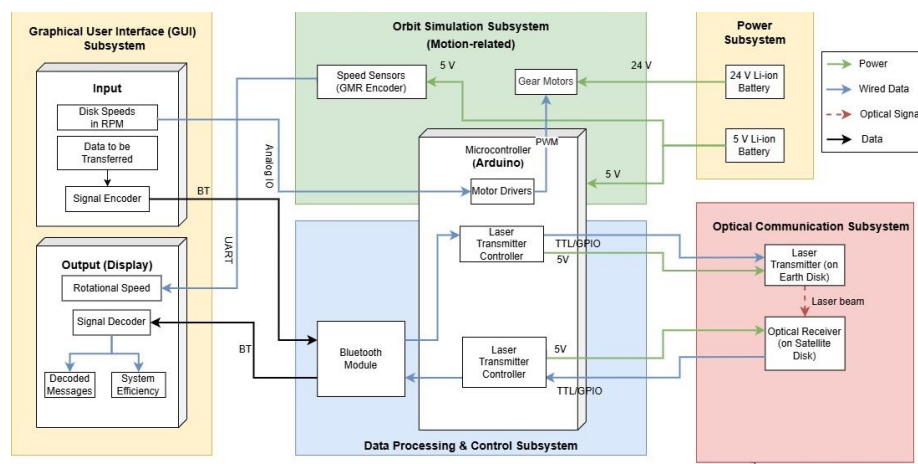 Graphical User Interface (GUI)
Subsystem
Input
Disk Speeds
in RPM
Data to be
Transferred
Signal Encoder
BT
Output (Display)
Rotational Speed
Signal Decoder
BT
Decoded
Messages
System
Efficiency
Analog IO
UART
Orbit Simulation Subsystem
(Motion-related)
5 V
Speed Sensors
(GMR Encoder)
Gear Motors
24 V
PWM
Microcontroller
(Arduino)
Motor Drivers
5 V
Laser
Transmitter
Controller
TTL/GPIO
5V
Bluetooth
Module
Laser
Transmitter
Controller
5V
TTL/GPIO
Data Processing & Control Subsystem
Power
Subsystem
24 V Li-ion
Battery
5 V Li-ion
Battery
Optical Communication Subsystem
Laser
Transmitter (on
Earth Disk)
Laser beam
Optical Receiver
(on Satellite
Disk)
Power
Wired Data
Optical Signal
Data